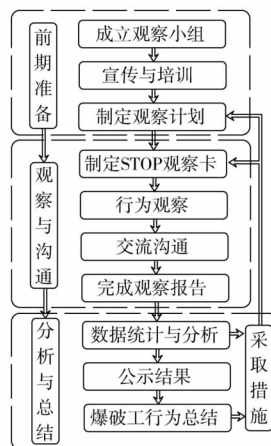 前期准备
成立观察小组
宣传与培训
制定观察计划
观察与沟通
制定STOP观察卡
行为观察
交流沟通
完成观察报告
分析与总结
数据统计与分析
公示结果
爆破工行为总结
采取措施